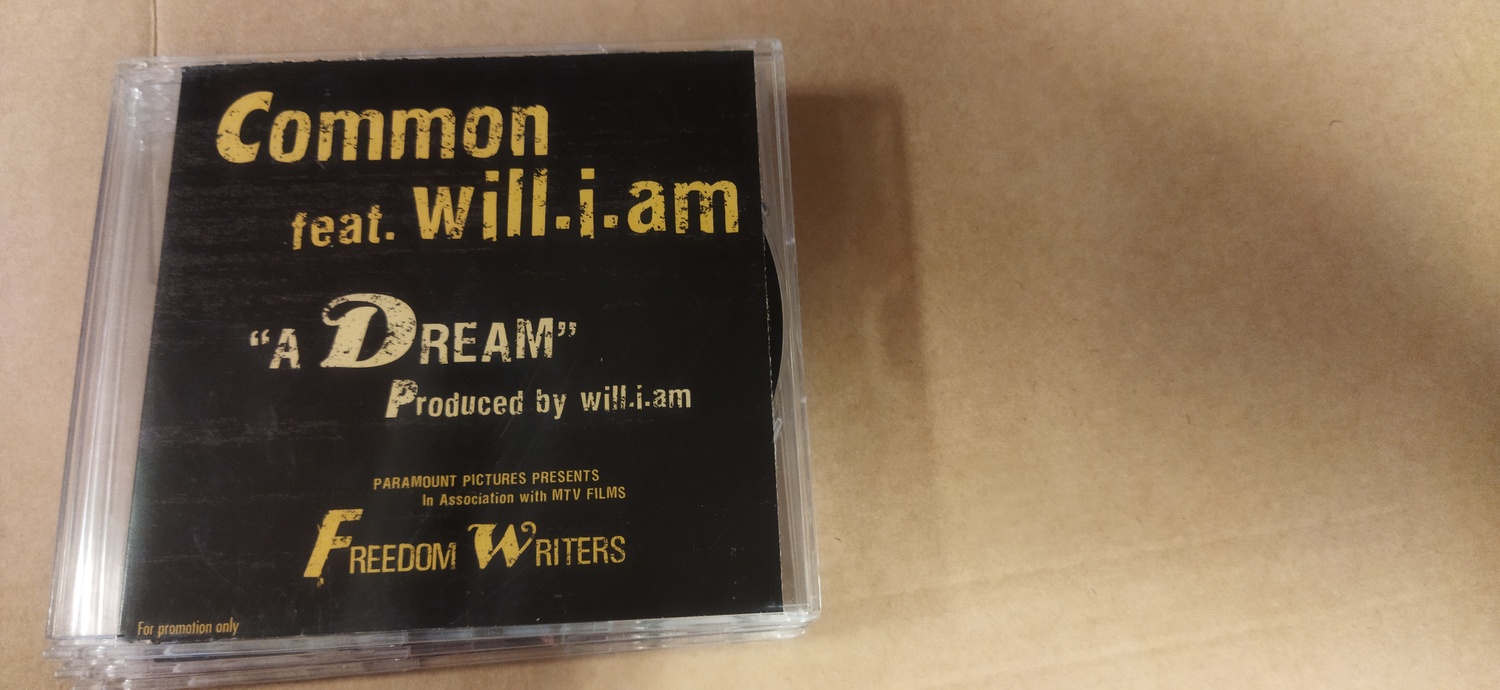 Common
feat. will.i.am
“A DREAM”
Produced by will.i.am
PARAMOUNT PICTURES PRESENTS
In Association with MTV FILMS
FREEDOM WRITERS
For promotion only